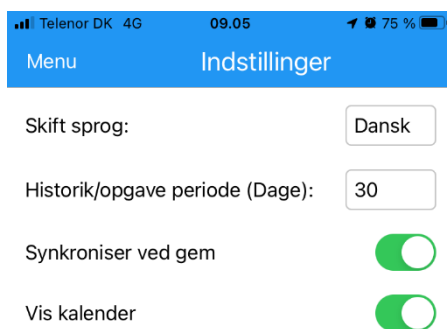 Telenor DK 4G 09.05 75 %
Menu Indstillinger
Skift sprog: Dansk
Historik/opgave periode (Dage): 30
Synkroniser ved gem
Vis kalender